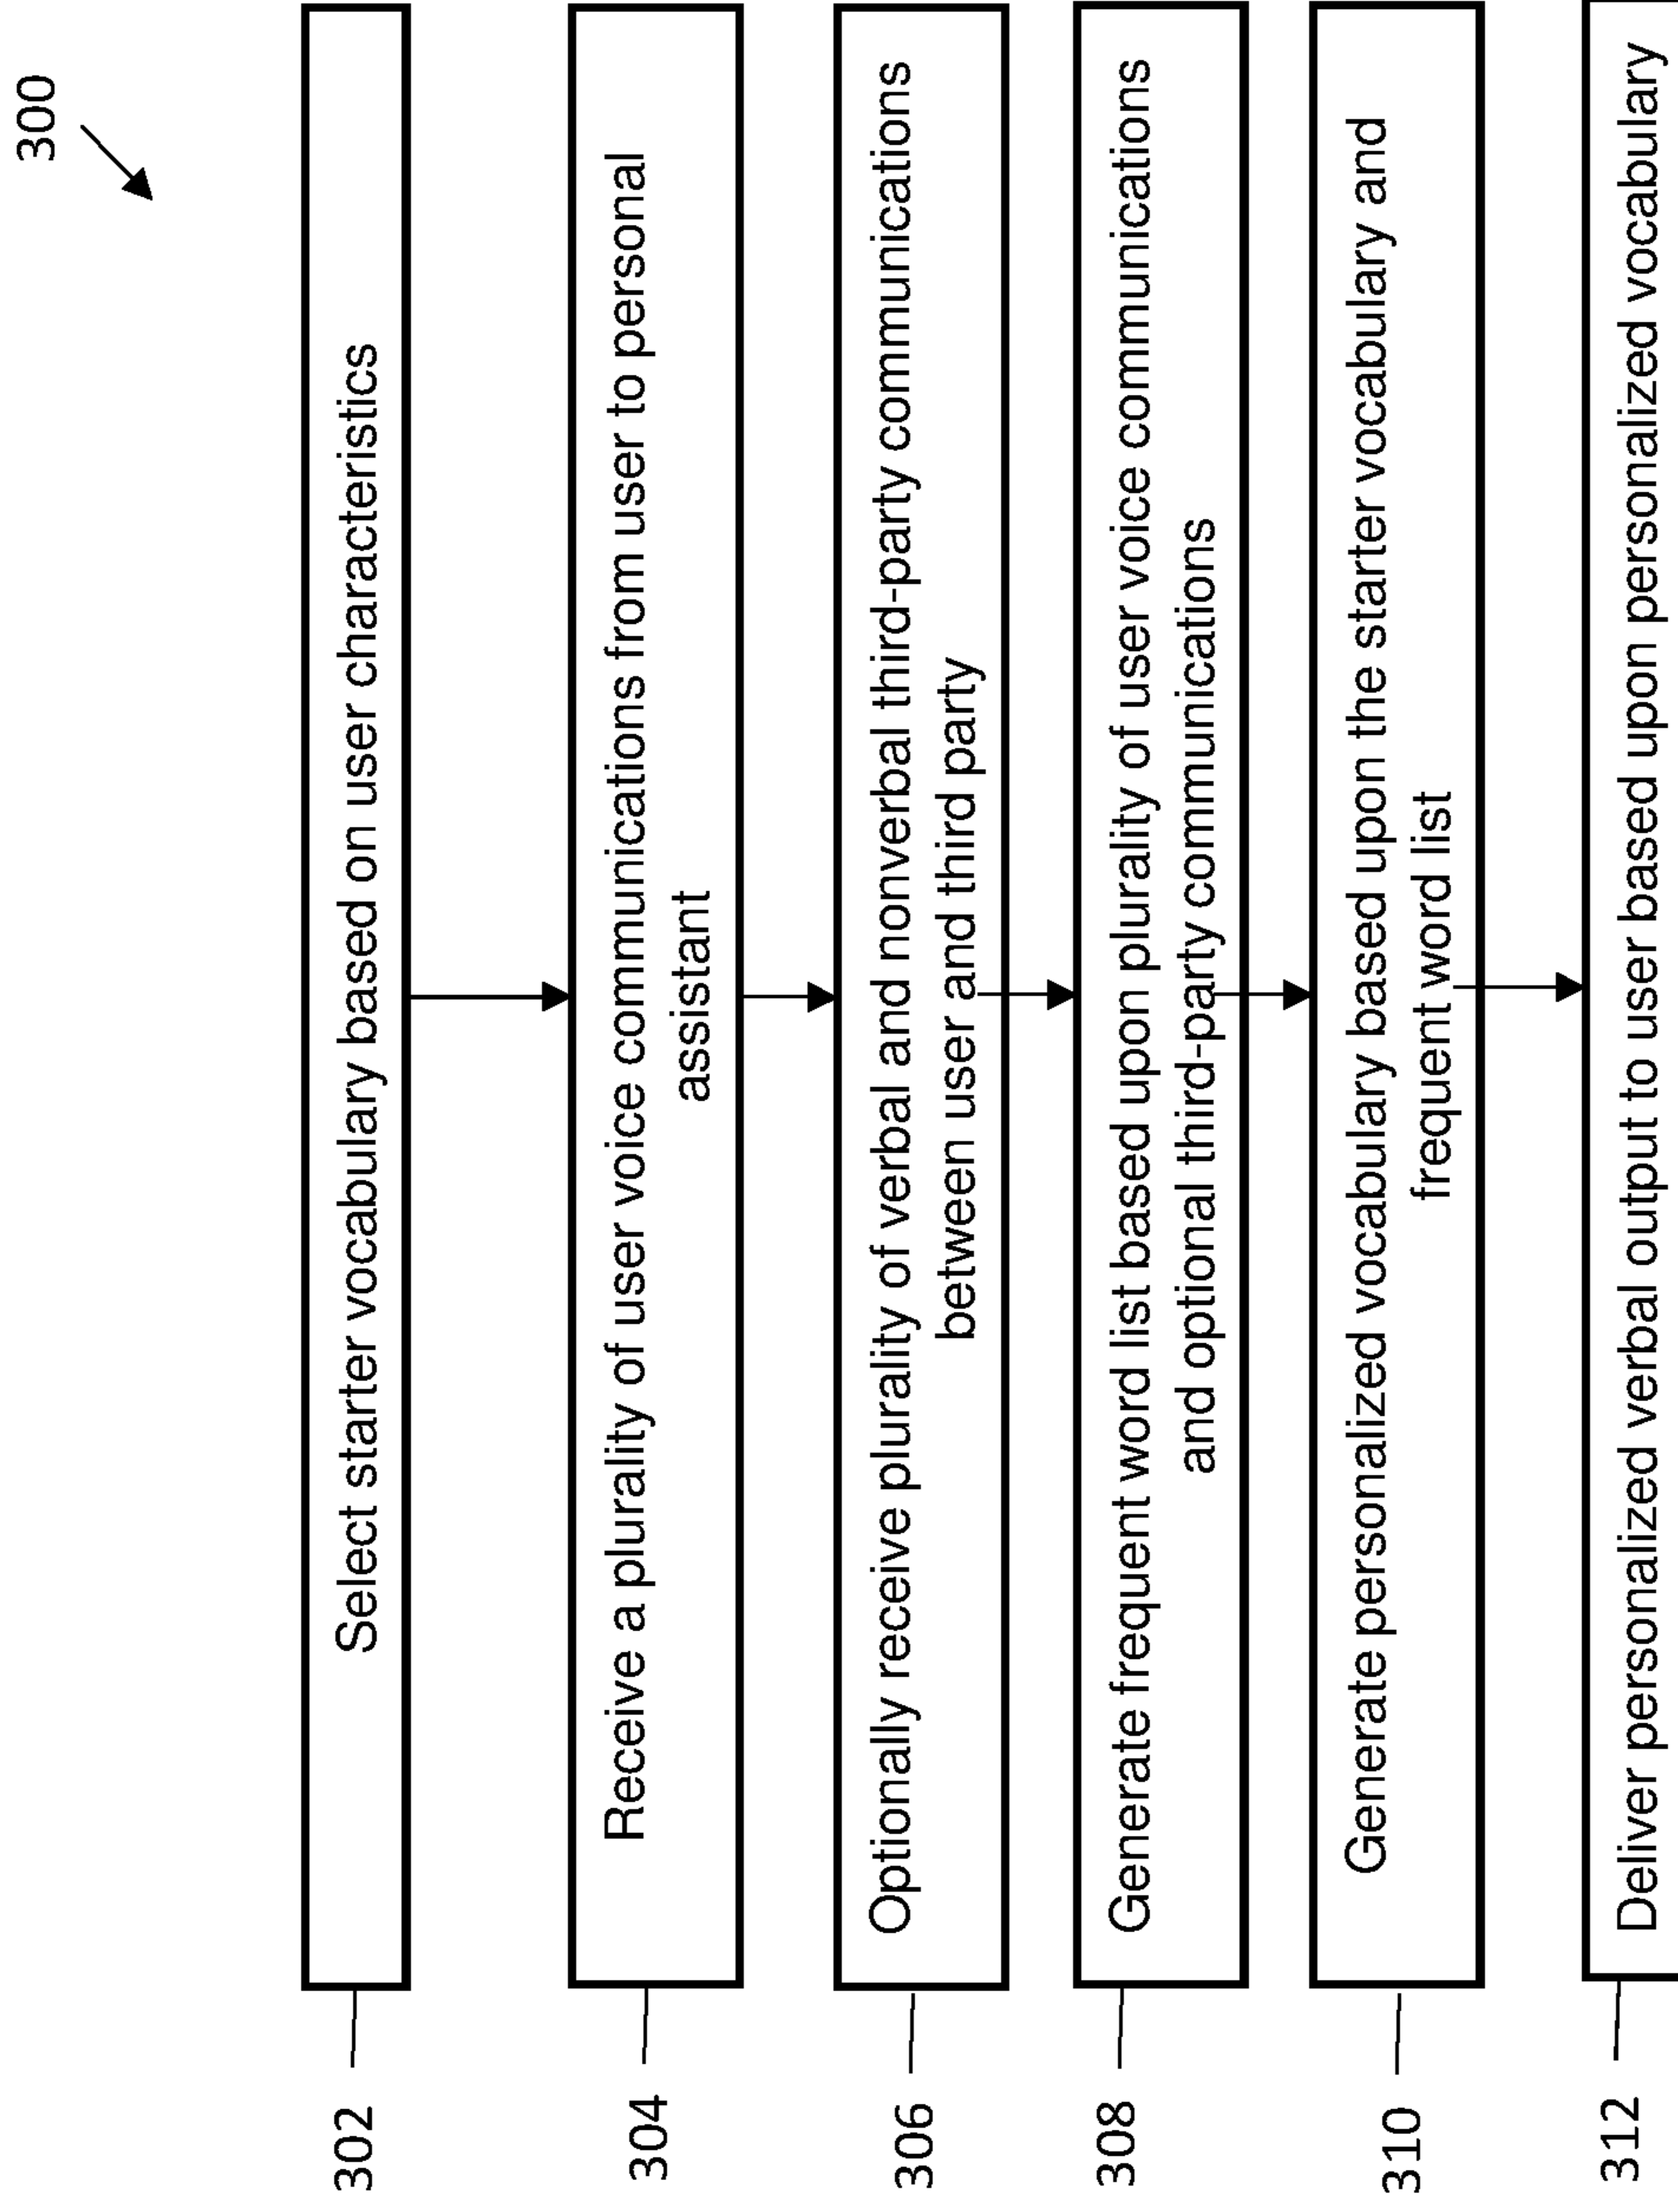 300
302
Select starter vocabulary based on user characteristics
304
Receive a plurality of user voice communications from user to personal
assistant
306
Optionally receive plurality of verbal and nonverbal third-party communications
between user and third party
308
Generate frequent word list based upon plurality of user voice communications
and optional third-party communications
310
Generate personalized vocabulary based upon the starter vocabulary and
frequent word list
312
Deliver personalized verbal output to user based upon personalized vocabulary